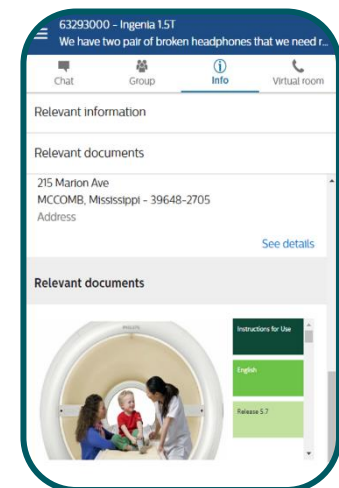 63293000 - Ingenia 1.5T
We have two pair of broken headphones that we need r...
Chat
Group
Info
Virtual room
Relevant information
Relevant documents
215 Marion Ave
MCCOMB, Mississippi - 39648-2705
Address
See details
Relevant documents
PHILIPS
Instructions for Use
English
Release 5.7